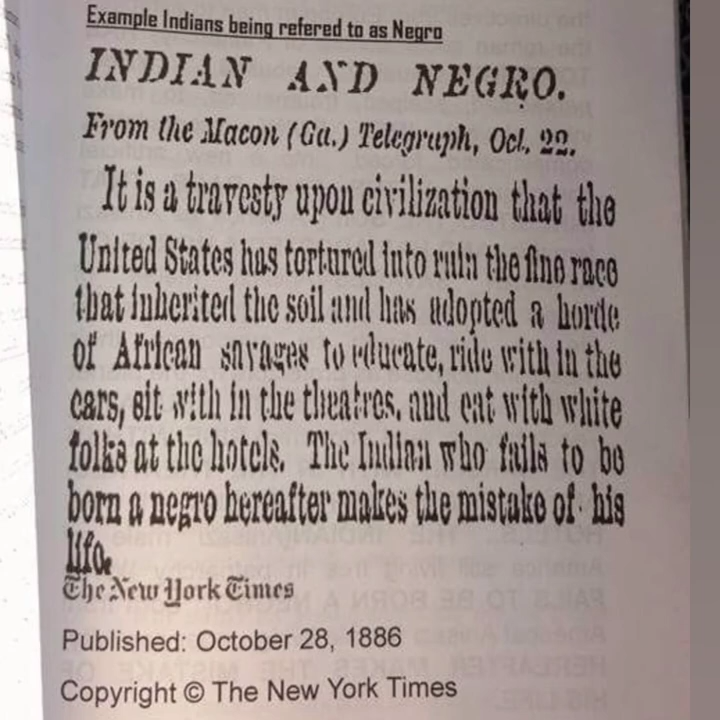 Example Indians being refered to as Negro
INDIAN AND NEGRO.
From the Macon (Ga.) Telegraph, Oct. 22.
It is a travesty upon civilization that the
United States has tortured into ruin the fine race
that inherited the soil and has adopted a horde
of African savages to educate, ride with in the
cars, sit with in the theatres, and eat with white
folks at the hotels. The Indian who fails to be
born a negro hereafter makes the mistake of his
life.
The New York Times
Published: October 28, 1886
Copyright © The New York Times